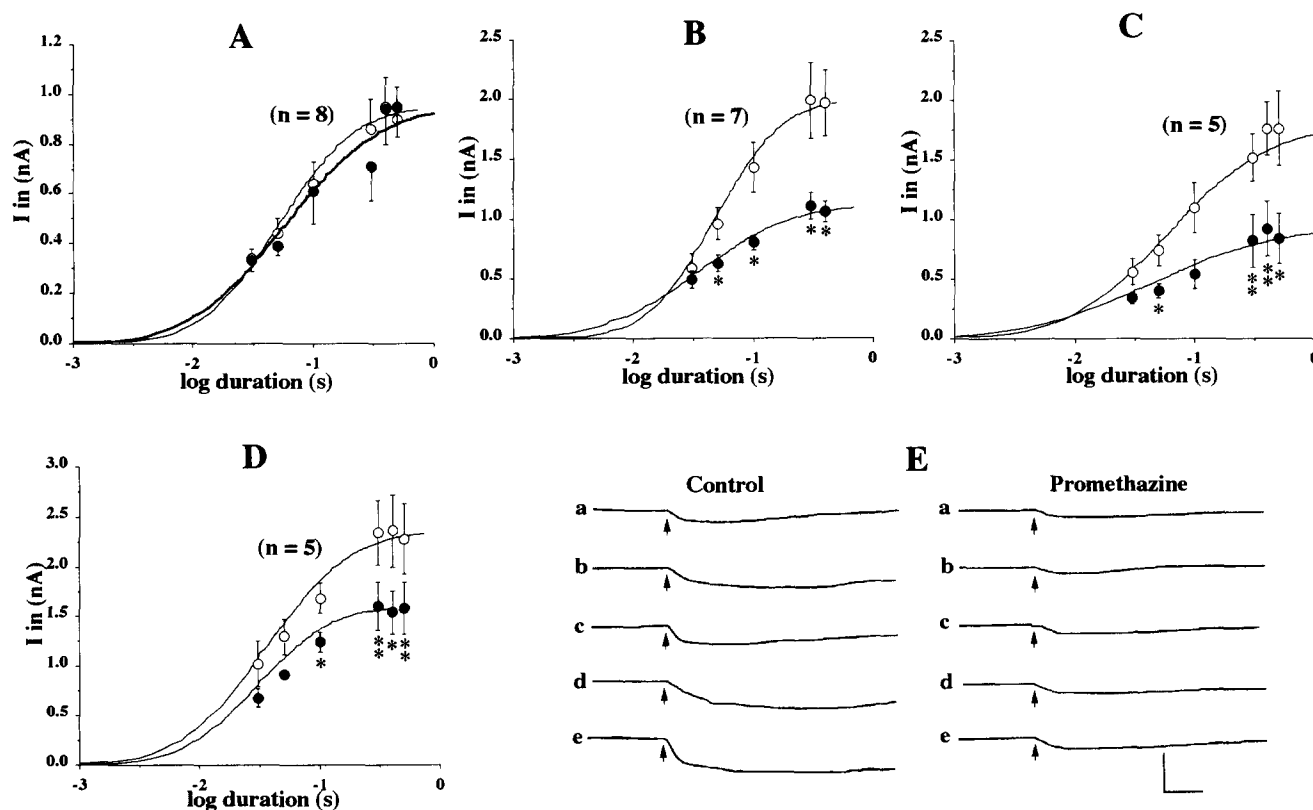 A
1.2
1.0
0.8
0.6
0.4
0.2
0.0
I in (nA)
(n = 8)
-3
-2
-1
0
log duration (s)
B
2.5
2.0
1.5
1.0
0.5
0.0
I in (nA)
(n = 7)
*
*
*
*
-3
-2
-1
0
log duration (s)
C
2.5
2.0
1.5
1.0
0.5
0.0
I in (nA)
(n = 5)
*
**
**
*
-3
-2
-1
0
log duration (s)
D
3.0
2.5
2.0
1.5
1.0
0.5
0.0
I in (nA)
(n = 5)
*
**
*
**
-3
-2
-1
0
log duration (s)
E
Control
a
b
c
d
e
Promethazine
a
b
c
d
e